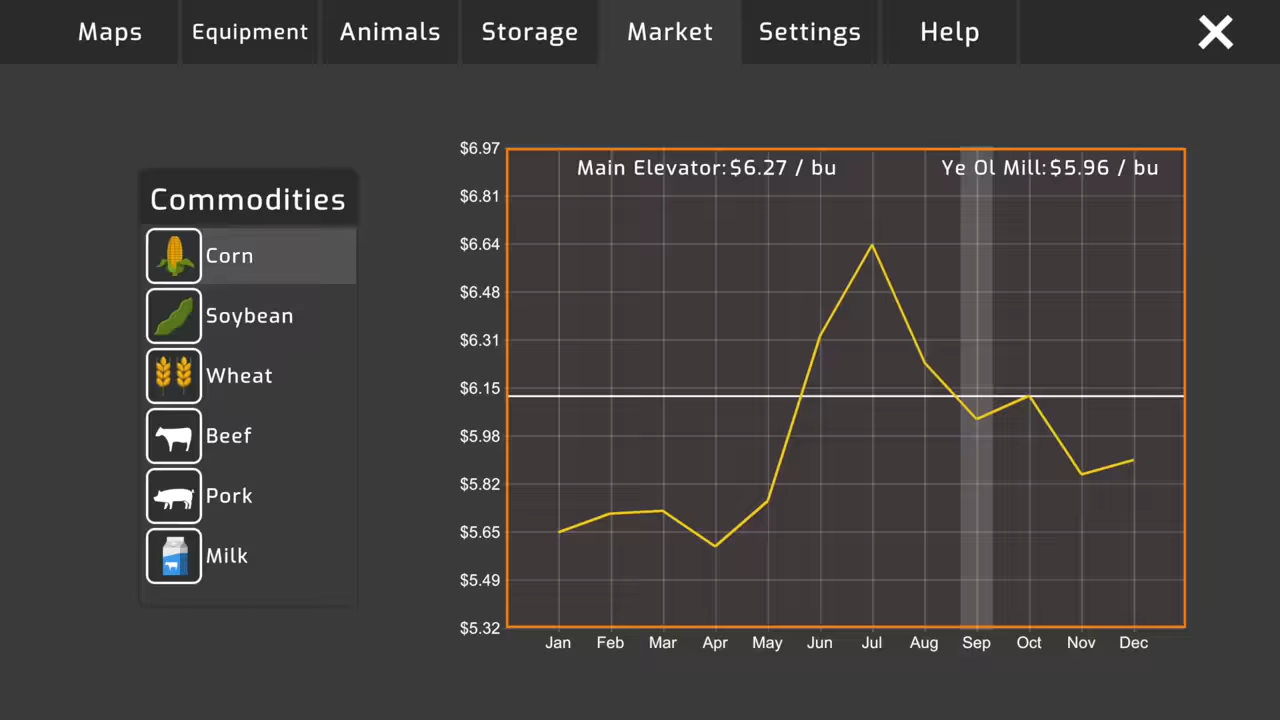 Maps Equipment Animals Storage Market Settings Help
Commodities
Corn
Soybean
Wheat
Beef
Pork
Milk
Main Elevator:$6.27 / bu Ye Ol Mill:$5.96 / bu
$6.97
$6.81
$6.64
$6.48
$6.31
$6.15
$5.98
$5.82
$5.65
$5.49
$5.32
Jan Feb Mar Apr May Jun Jul Aug Sep Oct Nov Dec